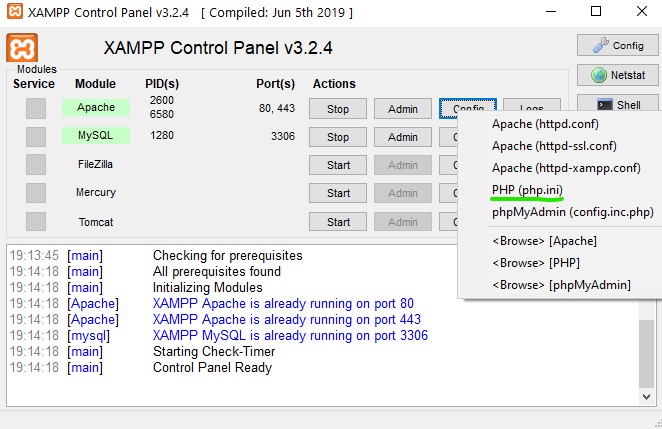 XAMPP Control Panel v3.2.4 [ Compiled: Jun 5th 2019 ]
XAMPP Control Panel v3.2.4
Config
Modules
Service Module PID(s) Port(s) Actions
Netstat
Shell
Apache 2600 6580 80, 443 Stop Admin Config Logs
MySQL 1280 3306 Stop Admin
FileZilla Start Admin
Mercury Start Admin
Tomcat Start Admin
Apache (httpd.conf)
Apache (httpd-ssl.conf)
Apache (httpd-xampp.conf)
PHP (php.ini)
phpMyAdmin (config.inc.php)
<Browse> [Apache]
<Browse> [PHP]
<Browse> [phpMyAdmin]
19:13:45 [main] Checking for prerequisites
19:14:18 [main] All prerequisites found
19:14:18 [main] Initializing Modules
19:14:18 [Apache] XAMPP Apache is already running on port 80
19:14:18 [Apache] XAMPP Apache is already running on port 443
19:14:18 [mysql] XAMPP MySQL is already running on port 3306
19:14:18 [main] Starting Check-Timer
19:14:18 [main] Control Panel Ready